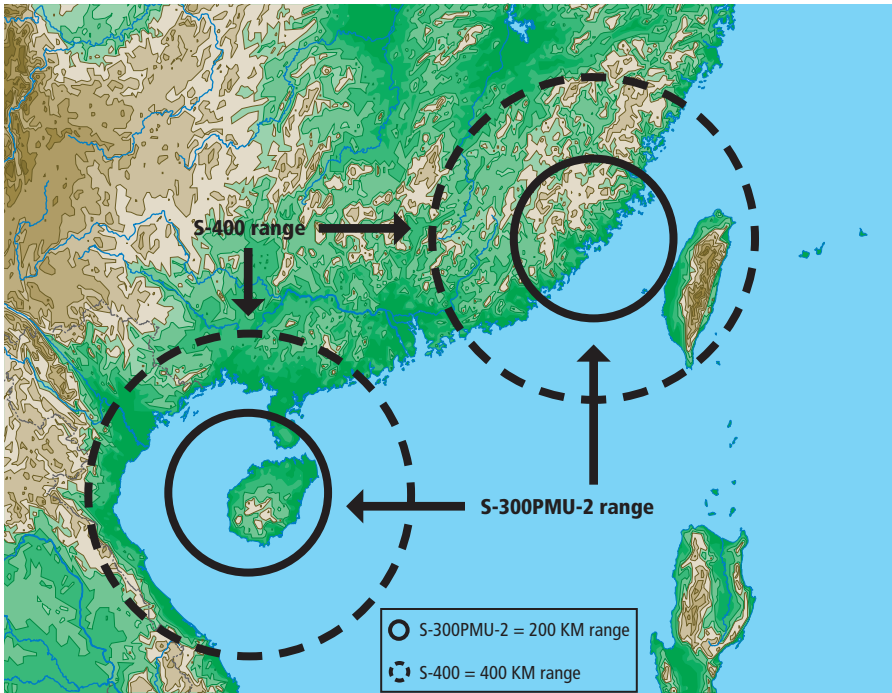 S-400 range
S-300PMU-2 range
S-300PMU-2 = 200 KM range
S-400 = 400 KM range